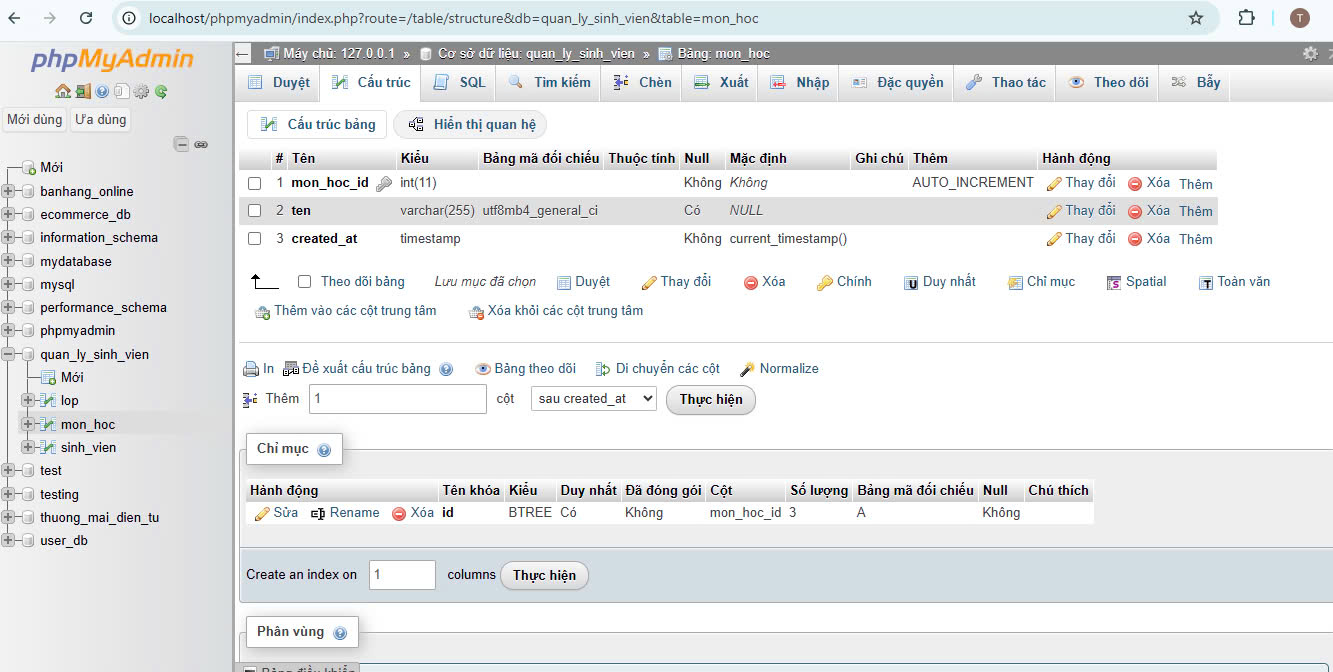 localhost/phpmyadmin/index.php?route=/table/structure&db=quan_ly_sinh_vien&table=mon_hoc
T
phpMyAdmin
Mới dùng Ưa dùng
Mới
banhang_online
ecommerce_db
information_schema
mydatabase
mysql
performance_schema
phpmyadmin
quan_ly_sinh_vien
Mới
lop
mon_hoc
sinh_vien
test
testing
thuong_mai_dien_tu
user_db
Máy chủ: 127.0.0.1 » Cơ sở dữ liệu: quan_ly_sinh_vien » Bảng: mon_hoc
Duyệt Cấu trúc SQL Tìm kiếm Chèn Xuất Nhập Đặc quyền Thao tác Theo dõi Bẫy
Cấu trúc bảng Hiển thị quan hệ
# Tên Kiểu Bảng mã đối chiếu Thuộc tính Null Mặc định Ghi chú Thêm Hành động
1 mon_hoc_id int(11) Không Không AUTO_INCREMENT Thay đổi Xóa Thêm
2 ten varchar(255) utf8mb4_general_ci Có NULL Thay đổi Xóa Thêm
3 created_at timestamp Không current_timestamp() Thay đổi Xóa Thêm
Theo dõi bảng Lưu mục đã chọn Duyệt Thay đổi Xóa Chính Duy nhất Chỉ mục Spatial Toàn văn
Thêm vào các cột trung tâm Xóa khỏi các cột trung tâm
In Đề xuất cấu trúc bảng Bảng theo dõi Di chuyển các cột Normalize
Thêm 1 cột sau created_at Thực hiện
Chỉ mục
Hành động Tên khóa Kiểu Duy nhất Đã đóng gói Cột Số lượng Bảng mã đối chiếu Null Chú thích
Sửa Rename Xóa id BTREE Có Không mon_hoc_id 3 A Không
Create an index on 1 columns Thực hiện
Phân vùng
Bảng điều khiển